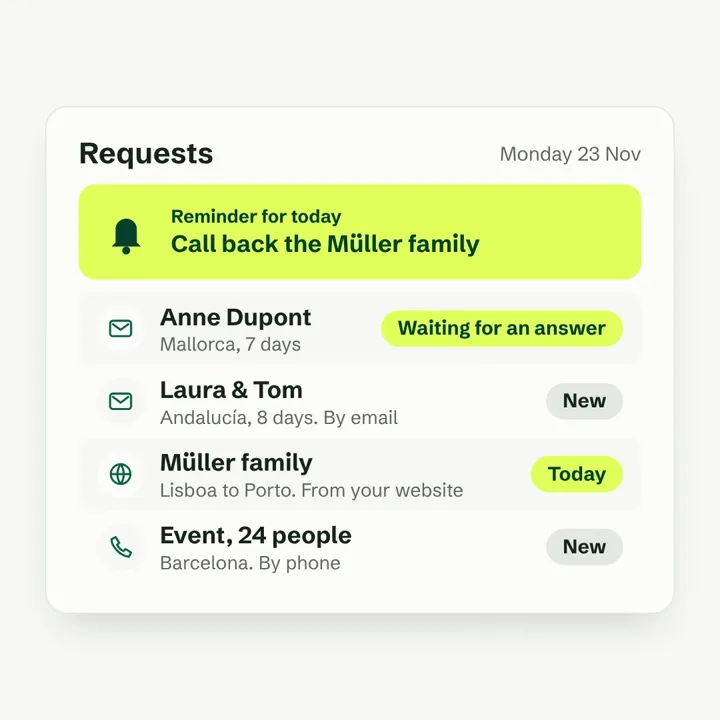 Requests
Monday 23 Nov
Reminder for today
Call back the Müller family
Anne Dupont
Mallorca, 7 days
Waiting for an answer
Laura & Tom
Andalucía, 8 days. By email
New
Müller family
Lisboa to Porto. From your website
Today
Event, 24 people
Barcelona. By phone
New